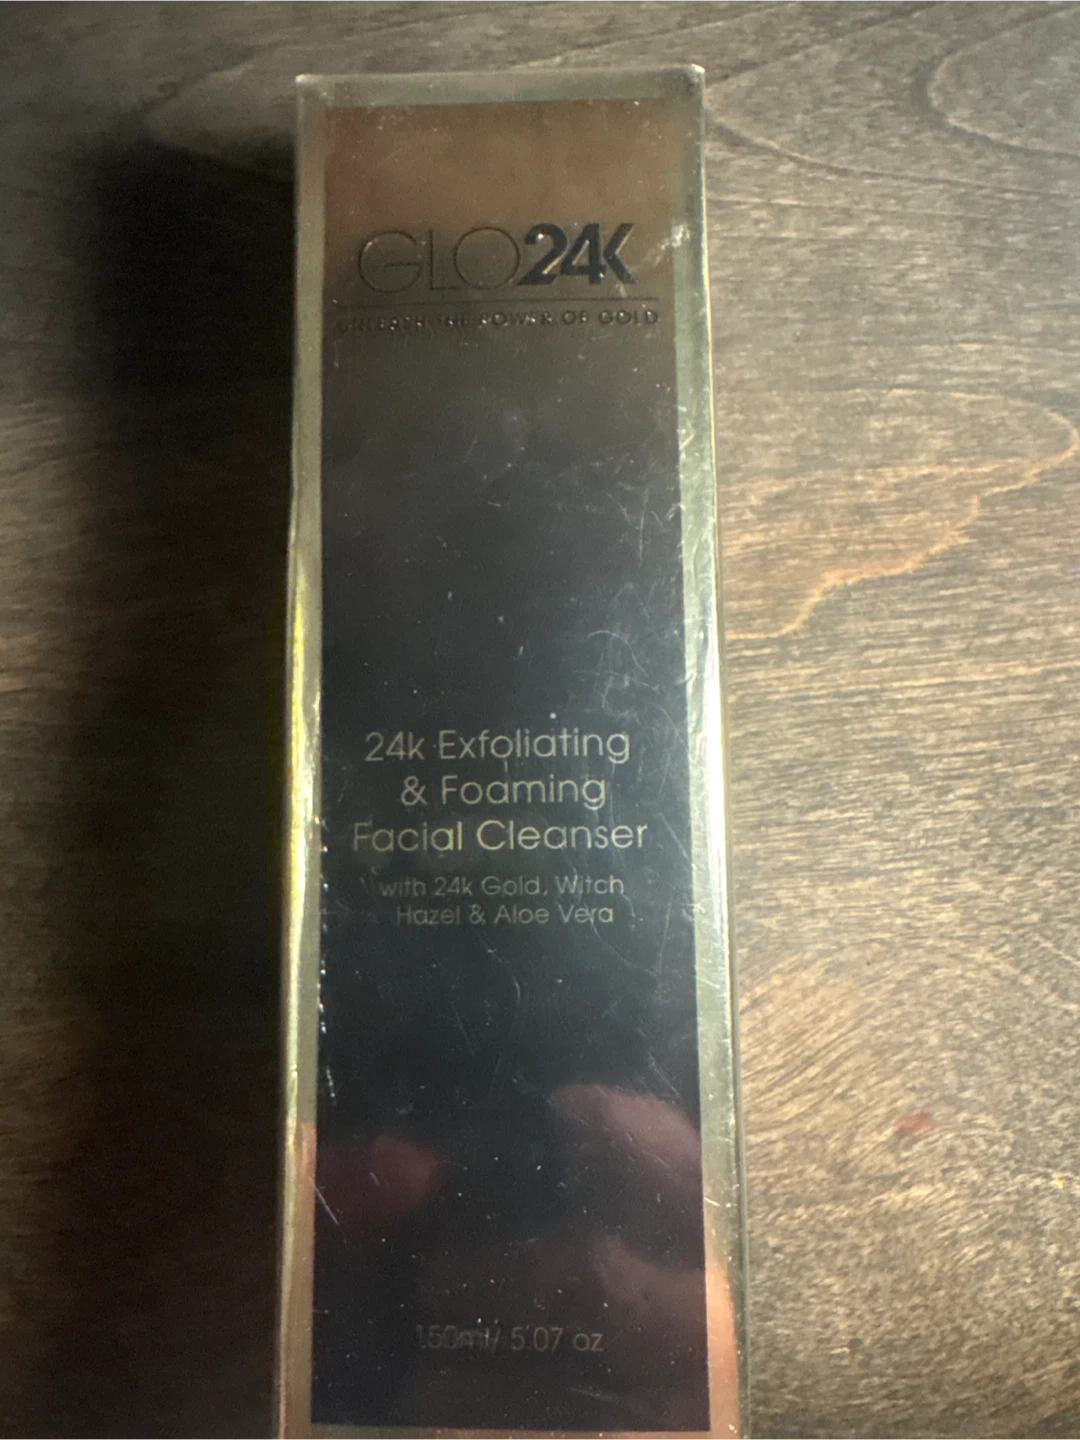 GLO24K
UNLEASH THE POWER OF GOLD
24k Exfoliating
& Foaming
Facial Cleanser
with 24k Gold, Witch
Hazel & Aloe Vera
150ml/ 5.07 oz